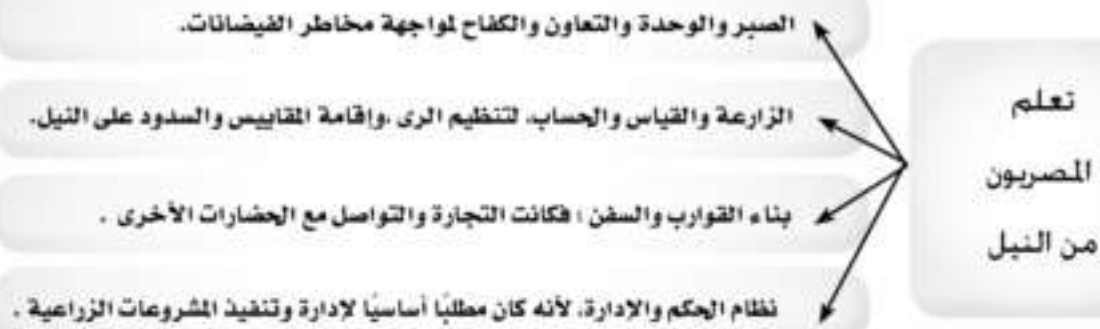 تعلم
المصريون
من النيل
الصبر والوحدة والتعاون والكفاح لمواجهة مخاطر الفيضانات.
الزارعة والقياس والحساب، لتنظيم الرى ،وإقامة المقاييس والسدود على النيل.
بناء القوارب والسفن ؛ فكانت التجارة والتواصل مع الحضارات الأخرى .
نظام الحكم والإدارة، لأنه كان مطلبًا أساسيًا لإدارة وتنفيذ المشروعات الزراعية .